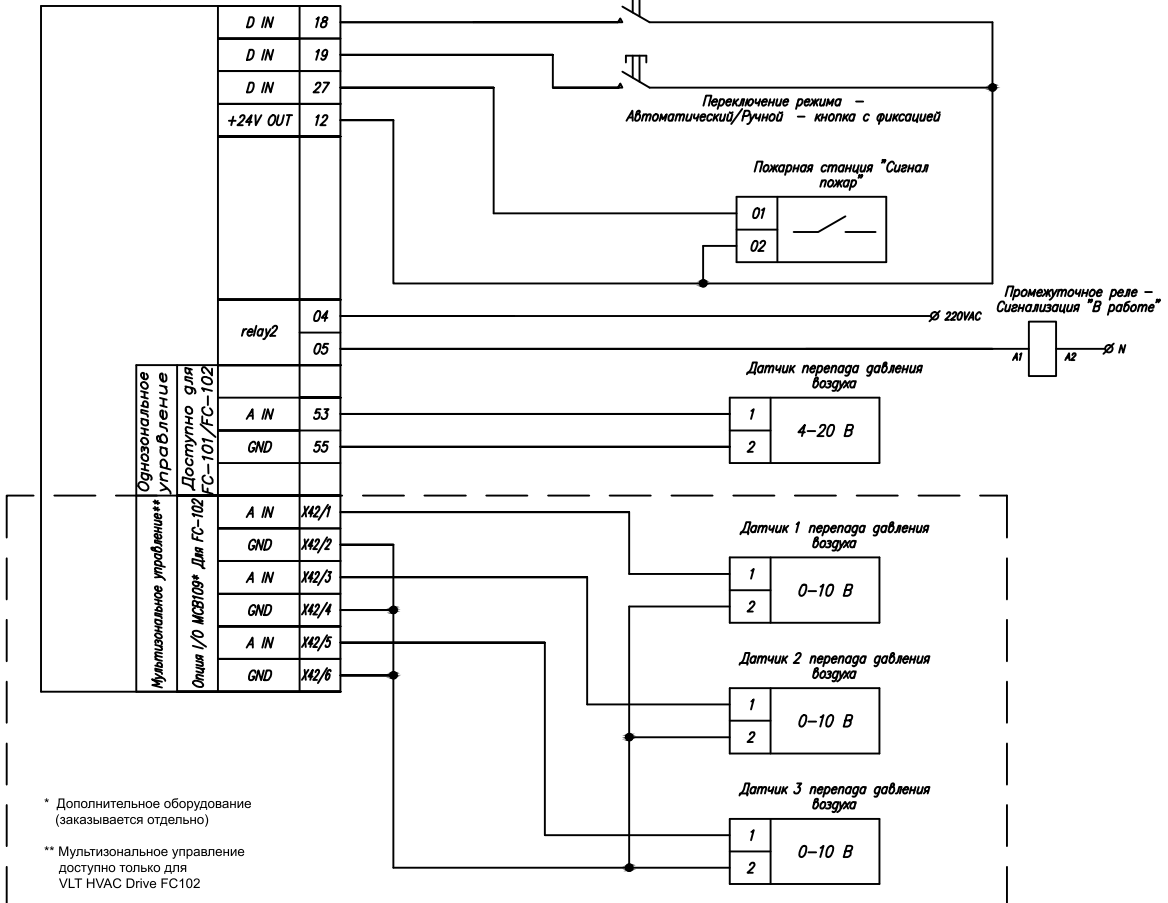 D IN 18
D IN 19
D IN 27
+24V OUT 12
Переключение режима –
Автоматический/Ручной – кнопка с фиксацией
Пожарная станция "Сигнал
пожар"
01
02
relay2
04
05
220VAC
Промежуточное реле –
Сигнализация "В работе"
A1
A2
N
Однозональное
управление
Доступно для
FC-101/FC-102
A IN 53
GND 55
Датчик перепада давления
воздуха
1
2
4-20 В
Мультизональное управление**
Опция I/O MCB109* Для FC-102
A IN X42/1
GND X42/2
A IN X42/3
GND X42/4
A IN X42/5
GND X42/6
Датчик 1 перепада давления
воздуха
1
2
0-10 В
Датчик 2 перепада давления
воздуха
1
2
0-10 В
Датчик 3 перепада давления
воздуха
1
2
0-10 В
* Дополнительное оборудование
(заказывается отдельно)
** Мультизональное управление
доступно только для
VLT HVAC Drive FC102